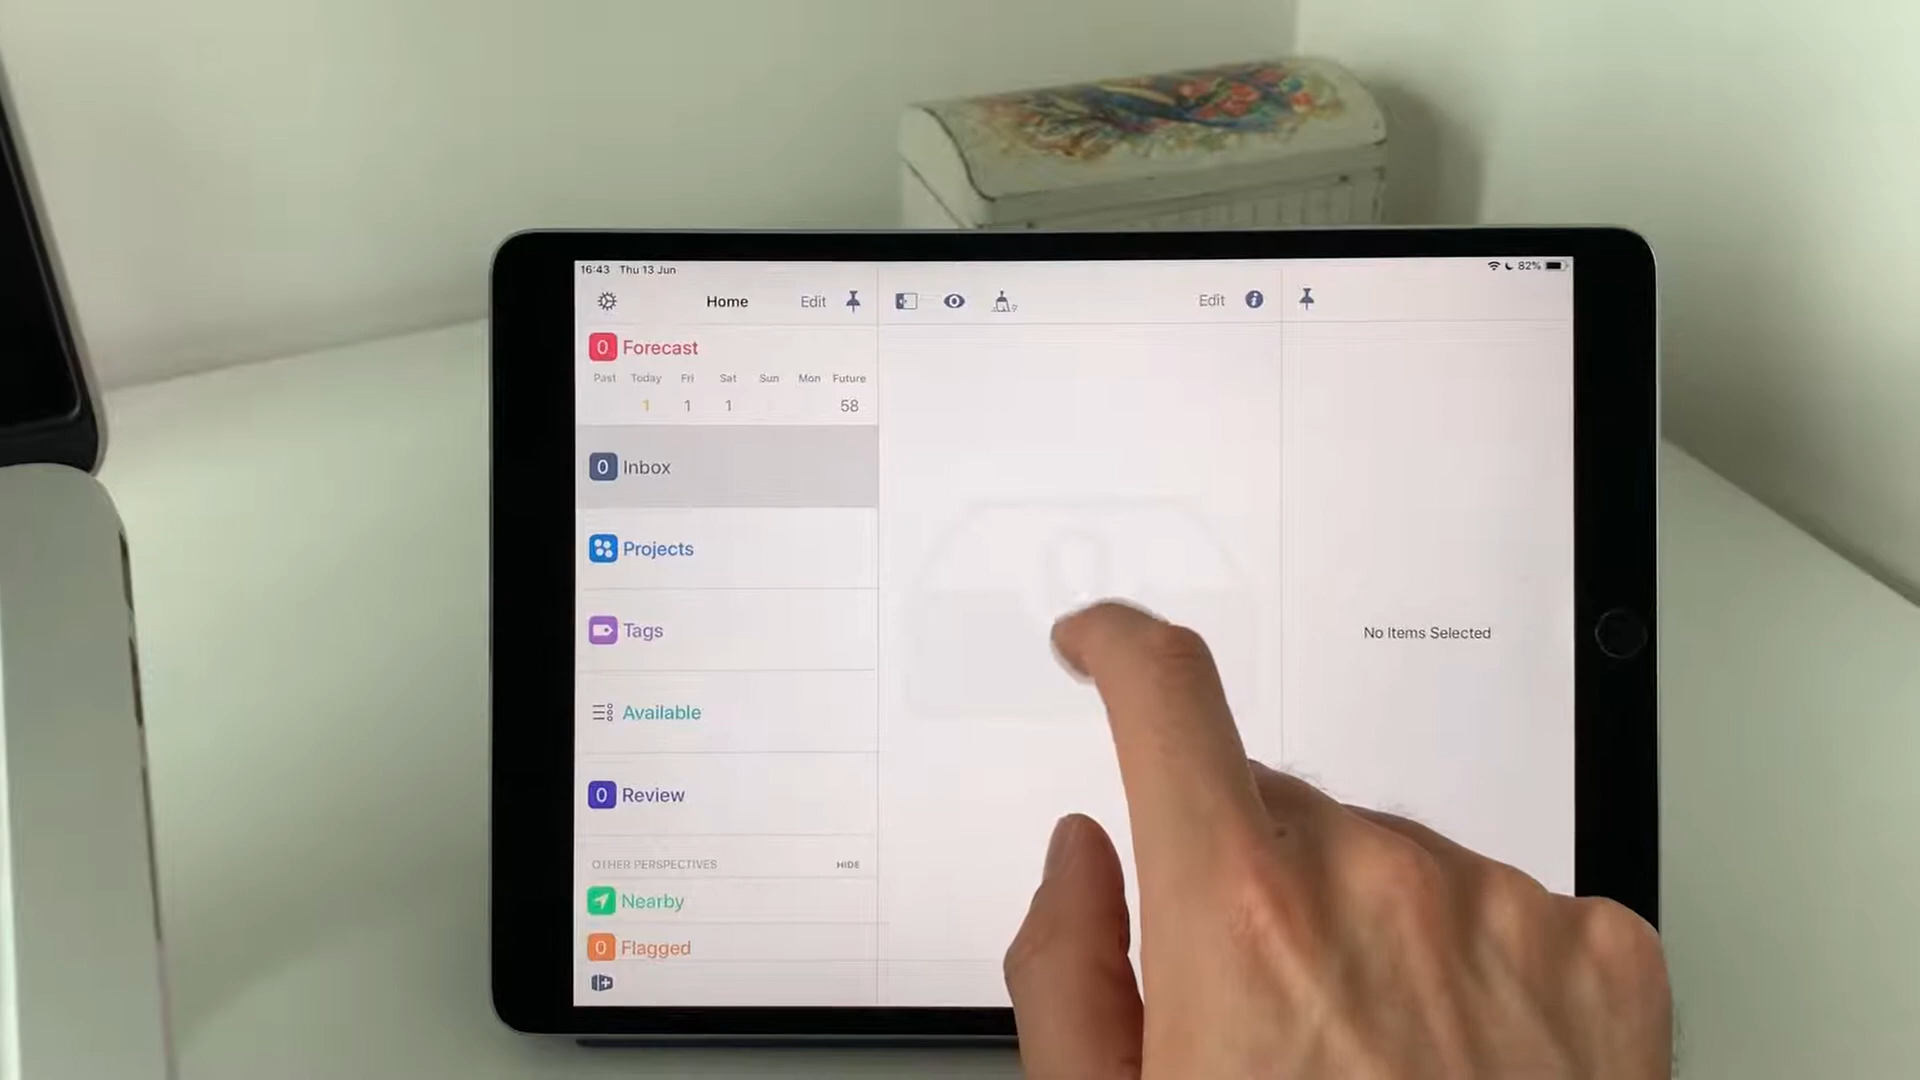 16:43 Thu 13 Jun
82%
Home Edit
Edit
0 Forecast
Past Today Fri Sat Sun Mon Future
1 1 1 58
0 Inbox
Projects
Tags
Available
0 Review
OTHER PERSPECTIVES HIDE
Nearby
0 Flagged
No Items Selected